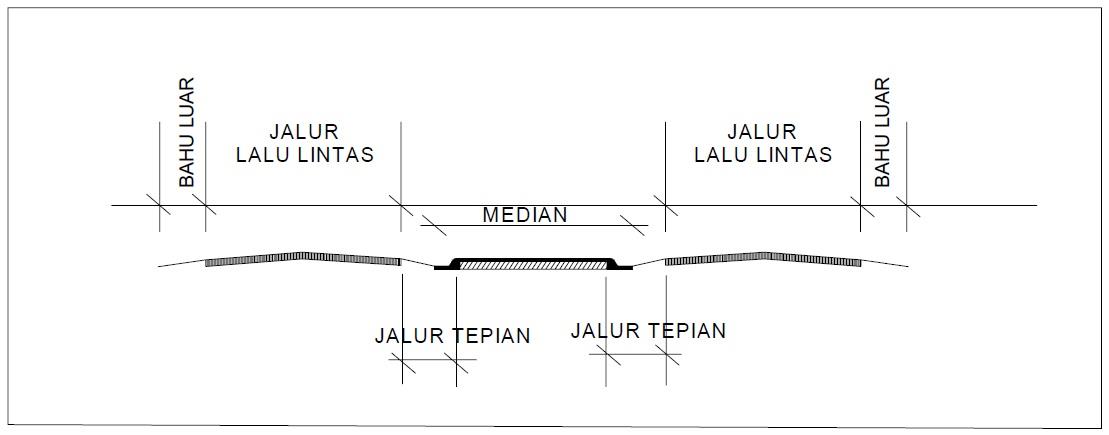 BAHU LUAR
JALUR
LALU LINTAS
JALUR
LALU LINTAS
BAHU LUAR
MEDIAN
JALUR TEPIAN
JALUR TEPIAN